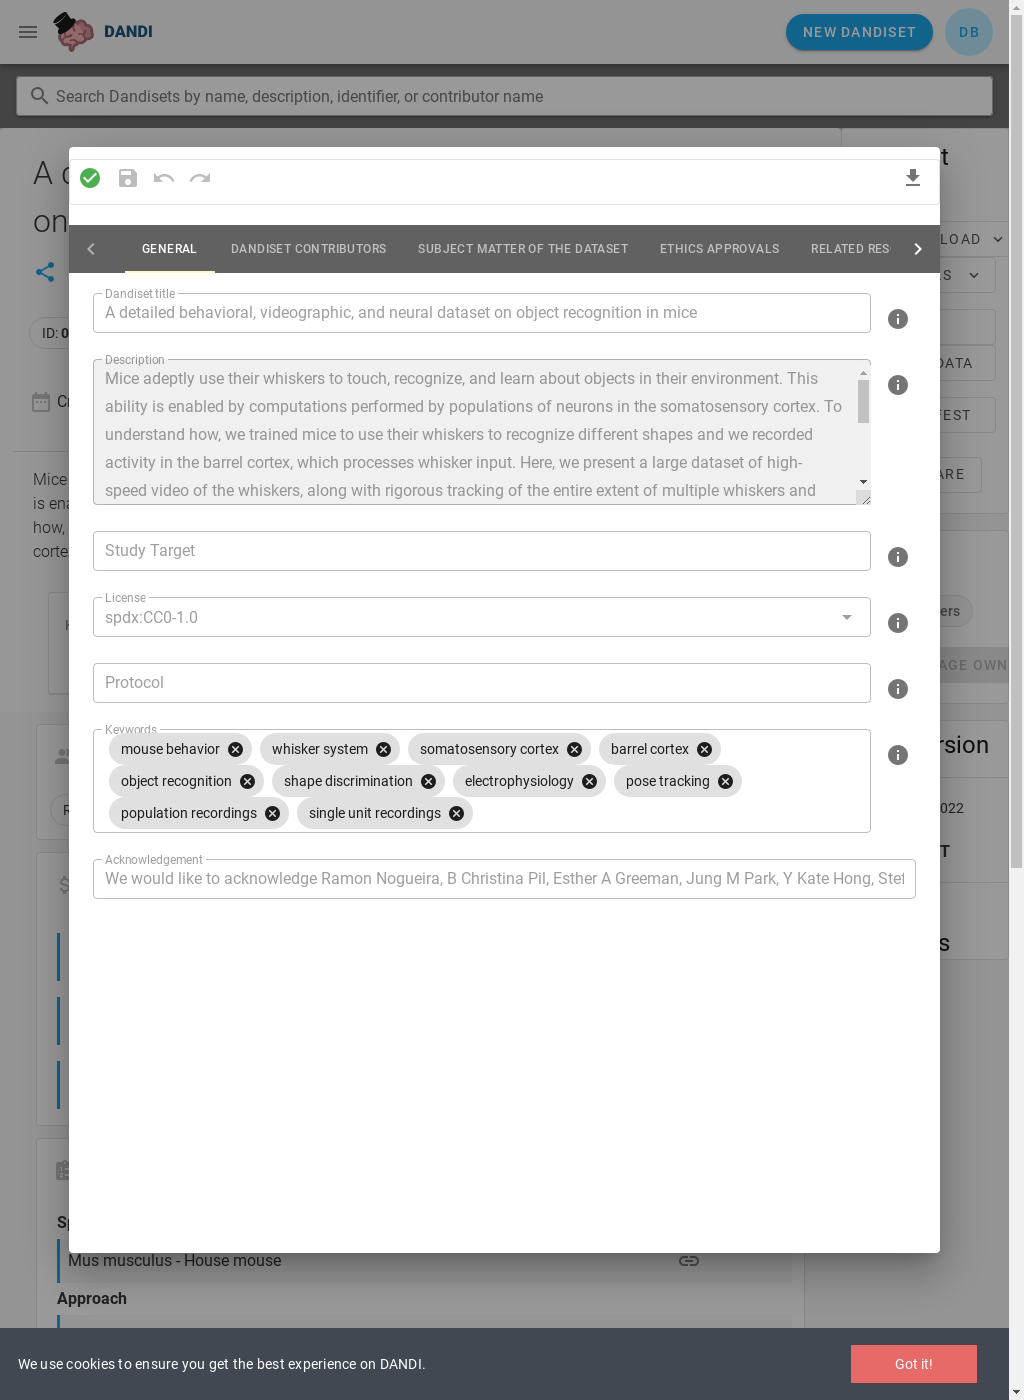 DANDI
NEW DANDISET
DB
Search Dandisets by name, description, identifier, or contributor name
A
on
ID: 0
GENERAL
DANDISET CONTRIBUTORS
SUBJECT MATTER OF THE DATASET
ETHICS APPROVALS
RELATED RES
Dandiset title
A detailed behavioral, videographic, and neural dataset on object recognition in mice
Description
Mice adeptly use their whiskers to touch, recognize, and learn about objects in their environment. This
ability is enabled by computations performed by populations of neurons in the somatosensory cortex. To
understand how, we trained mice to use their whiskers to recognize different shapes and we recorded
activity in the barrel cortex, which processes whisker input. Here, we present a large dataset of high-
speed video of the whiskers, along with rigorous tracking of the entire extent of multiple whiskers and
Study Target
License
spdx:CC0-1.0
Protocol
Keywords
mouse behavior
whisker system
somatosensory cortex
barrel cortex
object recognition
shape discrimination
electrophysiology
pose tracking
population recordings
single unit recordings
Acknowledgement
We would like to acknowledge Ramon Nogueira, B Christina Pil, Esther A Greeman, Jung M Park, Y Kate Hong, Stef
Mice
is ena
how,
corte
t
LOAD
S
DATA
FEST
ARE
ers
AGE OWN
rsion
022
T
s
Mus musculus - House mouse
Approach
We use cookies to ensure you get the best experience on DANDI.
Got it!